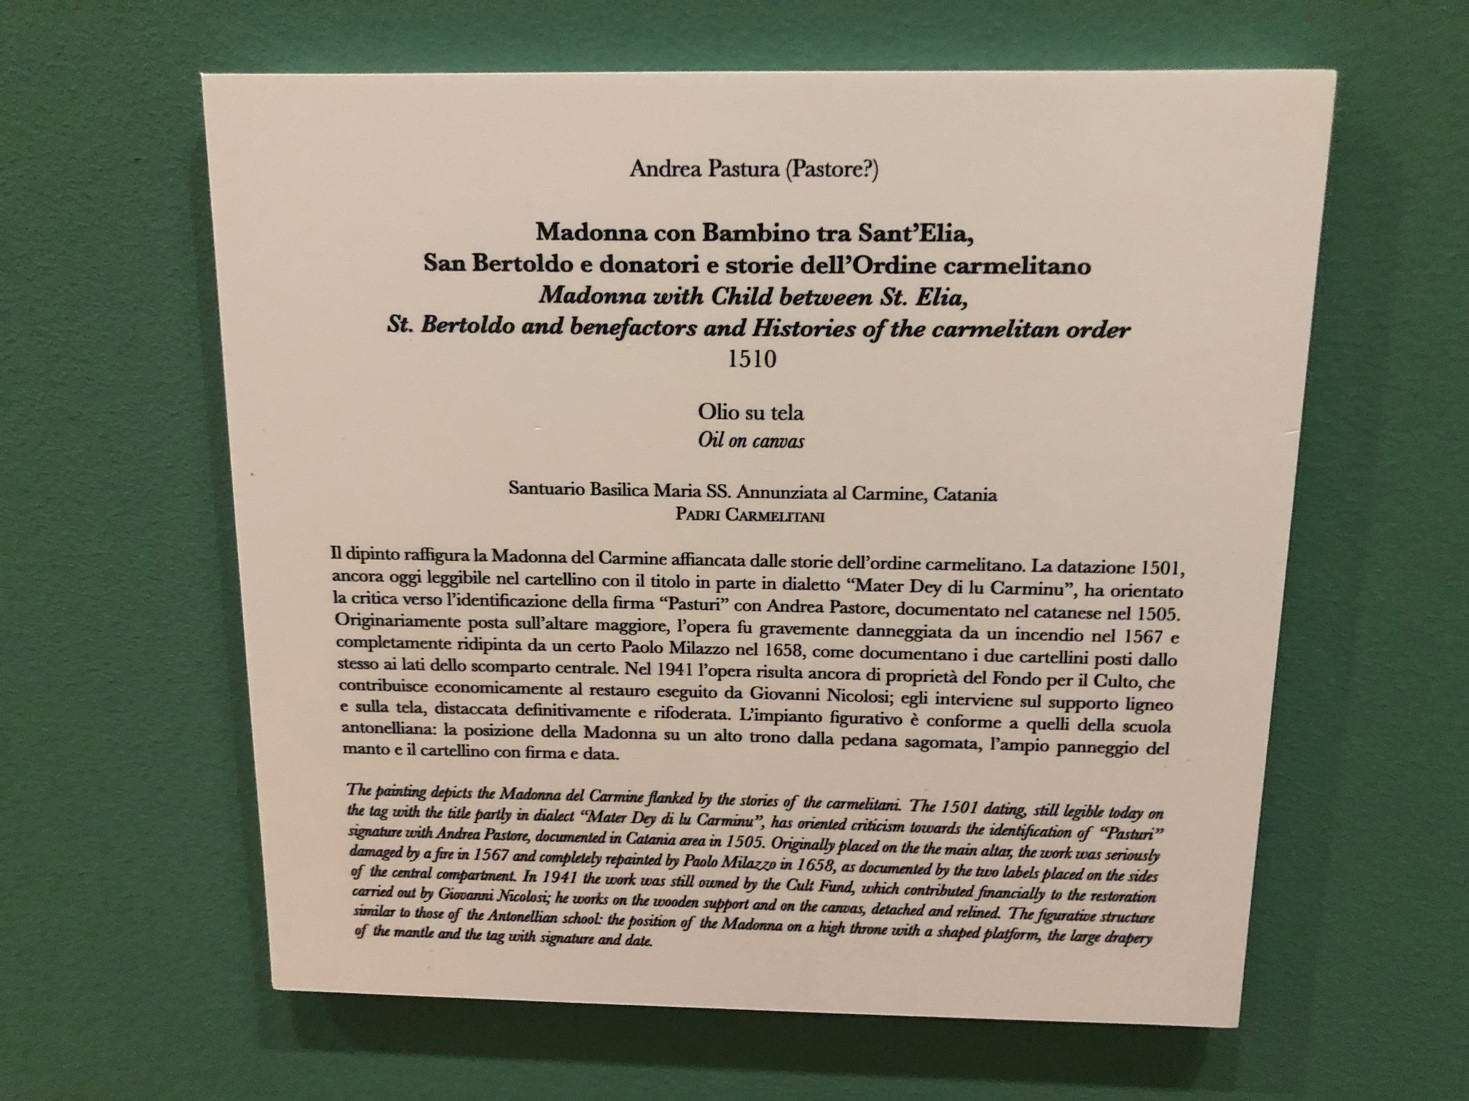 Andrea Pastura (Pastore?)
Madonna con Bambino tra Sant'Elia,
San Bertoldo e donatori e storie dell'Ordine carmelitano
Madonna with Child between St. Elia,
St. Bertoldo and benefactors and Histories of the carmelitan order
1510
Olio su tela
Oil on canvas
Santuario Basilica Maria SS. Annunziata al Carmine, Catania
PADRI CARMELITANI
Il dipinto raffigura la Madonna del Carmine affiancata dalle storie dell'ordine carmelitano. La datazione 1501,
ancora oggi leggibile nel cartellino con il titolo in parte in dialetto “Mater Dey di lu Carminu”, ha orientato
la critica verso l'identificazione della firma “Pasturi” con Andrea Pastore, documentato nel catanese nel 1505.
Originariamente posta sull'altare maggiore, l'opera fu gravemente danneggiata da un incendio nel 1567 e
completamente ridipinta da un certo Paolo Milazzo nel 1658, come documentano i due cartellini posti dallo
stesso ai lati dello scomparto centrale. Nel 1941 l'opera risulta ancora di proprietà del Fondo per il Culto, che
contribuisce economicamente al restauro eseguito da Giovanni Nicolosi; egli interviene sul supporto ligneo
e sulla tela, distaccata definitivamente e rifoderata. L'impianto figurativo è conforme a quelli della scuola
antonelliana: la posizione della Madonna su un alto trono dalla pedana sagomata, l'ampio panneggio del
manto e il cartellino con firma e data.
The painting depicts the Madonna del Carmine flanked by the stories of the carmelitani. The 1501 dating, still legible today on
the tag with the title partly in dialect “Mater Dey di lu Carminu”, has oriented criticism towards the identification of “Pasturi”
signature with Andrea Pastore, documented in Catania area in 1505. Originally placed on the the main altar, the work was seriously
damaged by a fire in 1567 and completely repainted by Paolo Milazzo in 1658, as documented by the two labels placed on the sides
of the central compartment. In 1941 the work was still owned by the Cult Fund, which contributed financially to the restoration
carried out by Giovanni Nicolosi; he works on the wooden support and on the canvas, detached and relined. The figurative structure
similar to those of the Antonellian school: the position of the Madonna on a high throne with a shaped platform, the large drapery
of the mantle and the tag with signature and date.